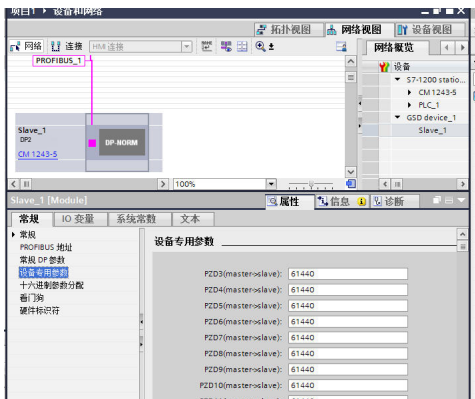 项目1 ▸ 设备和网络
拓扑视图 网络视图 设备视图
网络 连接 HMI 连接
网络概览
PROFIBUS_1
设备
S7-1200 statio...
CM 1243-5
PLC_1
GSD device_1
Slave_1
Slave_1
DP2
DP-NORM
CM 1243-5
100%
Slave_1 [Module]
属性 信息 诊断
常规 IO 变量 系统常数 文本
常规
PROFIBUS 地址
常规 DP 参数
设备专用参数
十六进制参数分配
看门狗
硬件标识符
设备专用参数
PZD3(master->slave): 61440
PZD4(master->slave): 61440
PZD5(master->slave): 61440
PZD6(master->slave): 61440
PZD7(master->slave): 61440
PZD8(master->slave): 61440
PZD9(master->slave): 61440
PZD10(master->slave): 61440